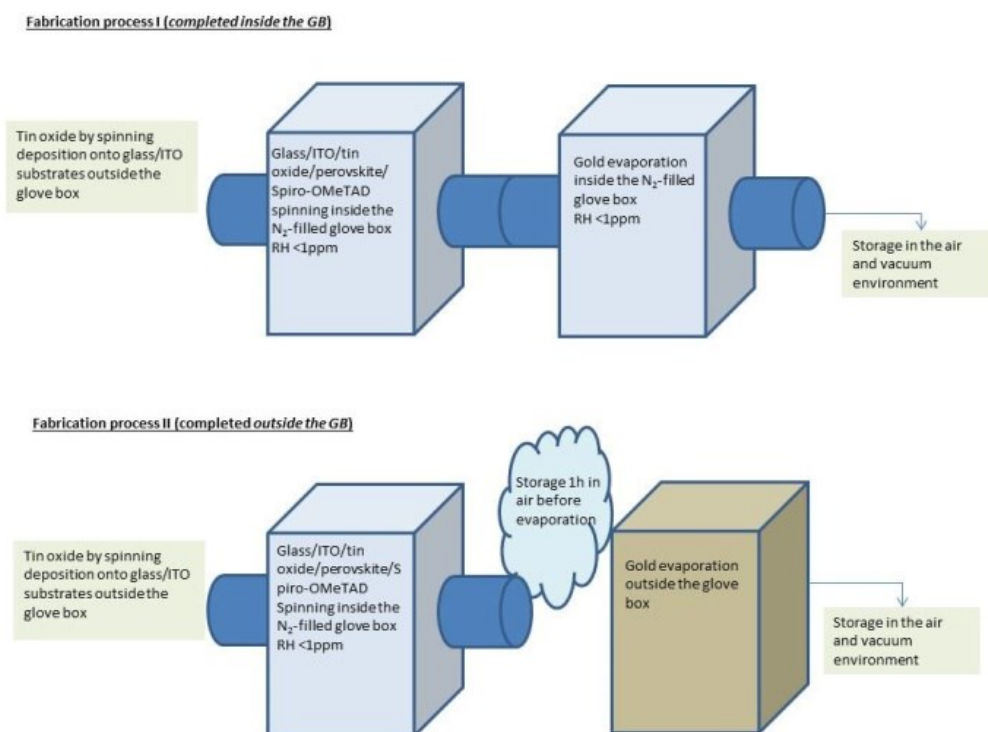 Fabrication process I (completed inside the GB)
Tin oxide by spinning
deposition onto glass/ITO
substrates outside the
glove box
Glass/ITO/tin
oxide/perovskite/
Spiro-OMeTAD
spinning inside the
N₂-filled glove box
RH <1ppm
Gold evaporation
inside the N₂-filled
glove box
RH <1ppm
Storage in the air
and vacuum
environment
Fabrication process II (completed outside the GB)
Tin oxide by spinning
deposition onto glass/ITO
substrates outside the
glove box
Glass/ITO/tin
oxide/perovskite/S
piro-OMeTAD
Spinning inside the
N₂-filled glove box
RH <1ppm
Storage 1h in
air before
evaporation
Gold evaporation
outside the glove
box
Storage in the air
and vacuum
environment